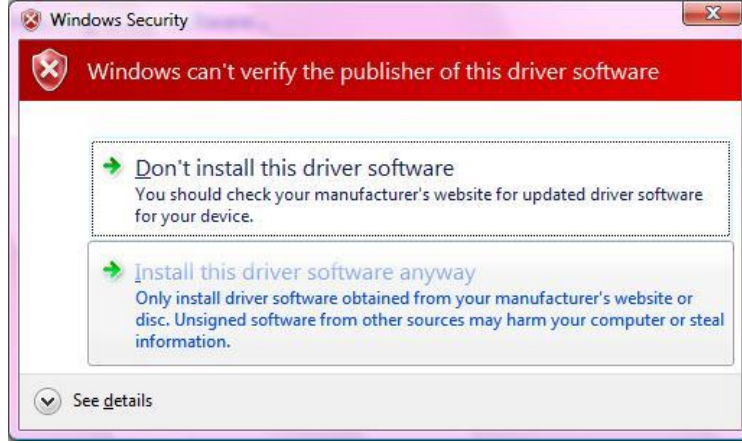 Windows Security
Windows can't verify the publisher of this driver software
Don't install this driver software
You should check your manufacturer's website for updated driver software
for your device.
Install this driver software anyway
Only install driver software obtained from your manufacturer's website or
disc. Unsigned software from other sources may harm your computer or steal
information.
See details